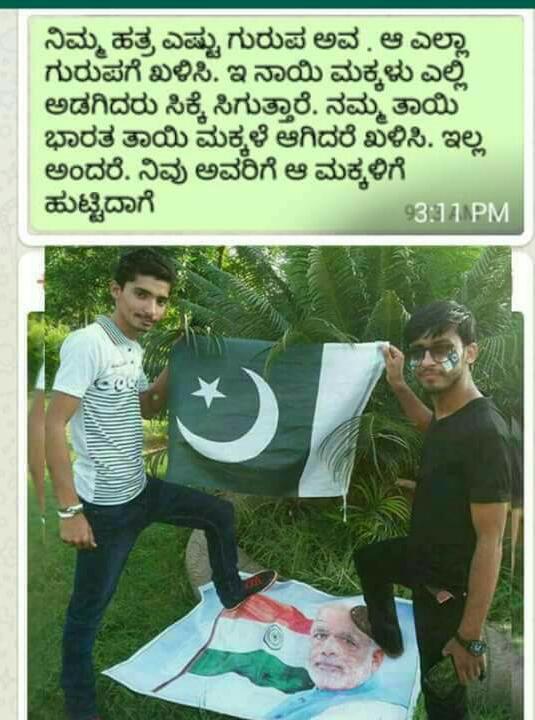 ನಿಮ್ಮ ಹತ್ರ ಎಷ್ಟು ಗುರುಪ ಅವ . ಆ ಎಲ್ಲಾ
ಗುರುಪಗೆ ಖಳಿಸಿ. ಇ ನಾಯಿ ಮಕ್ಕಳು ಎಲ್ಲಿ
ಅಡಗಿದರು ಸಿಕ್ಕೆ ಸಿಗುತ್ತಾರೆ. ನಮ್ಮ ತಾಯಿ
ಭಾರತ ತಾಯಿ ಮಕ್ಕಳೆ ಆಗಿದರೆ ಖಳಿಸಿ. ಇಲ್ಲ
ಅಂದರೆ. ನಿವು ಅವರಿಗೆ ಆ ಮಕ್ಕಳಿಗೆ
ಹುಟ್ಟಿದಾಗೆ
3:11 PM